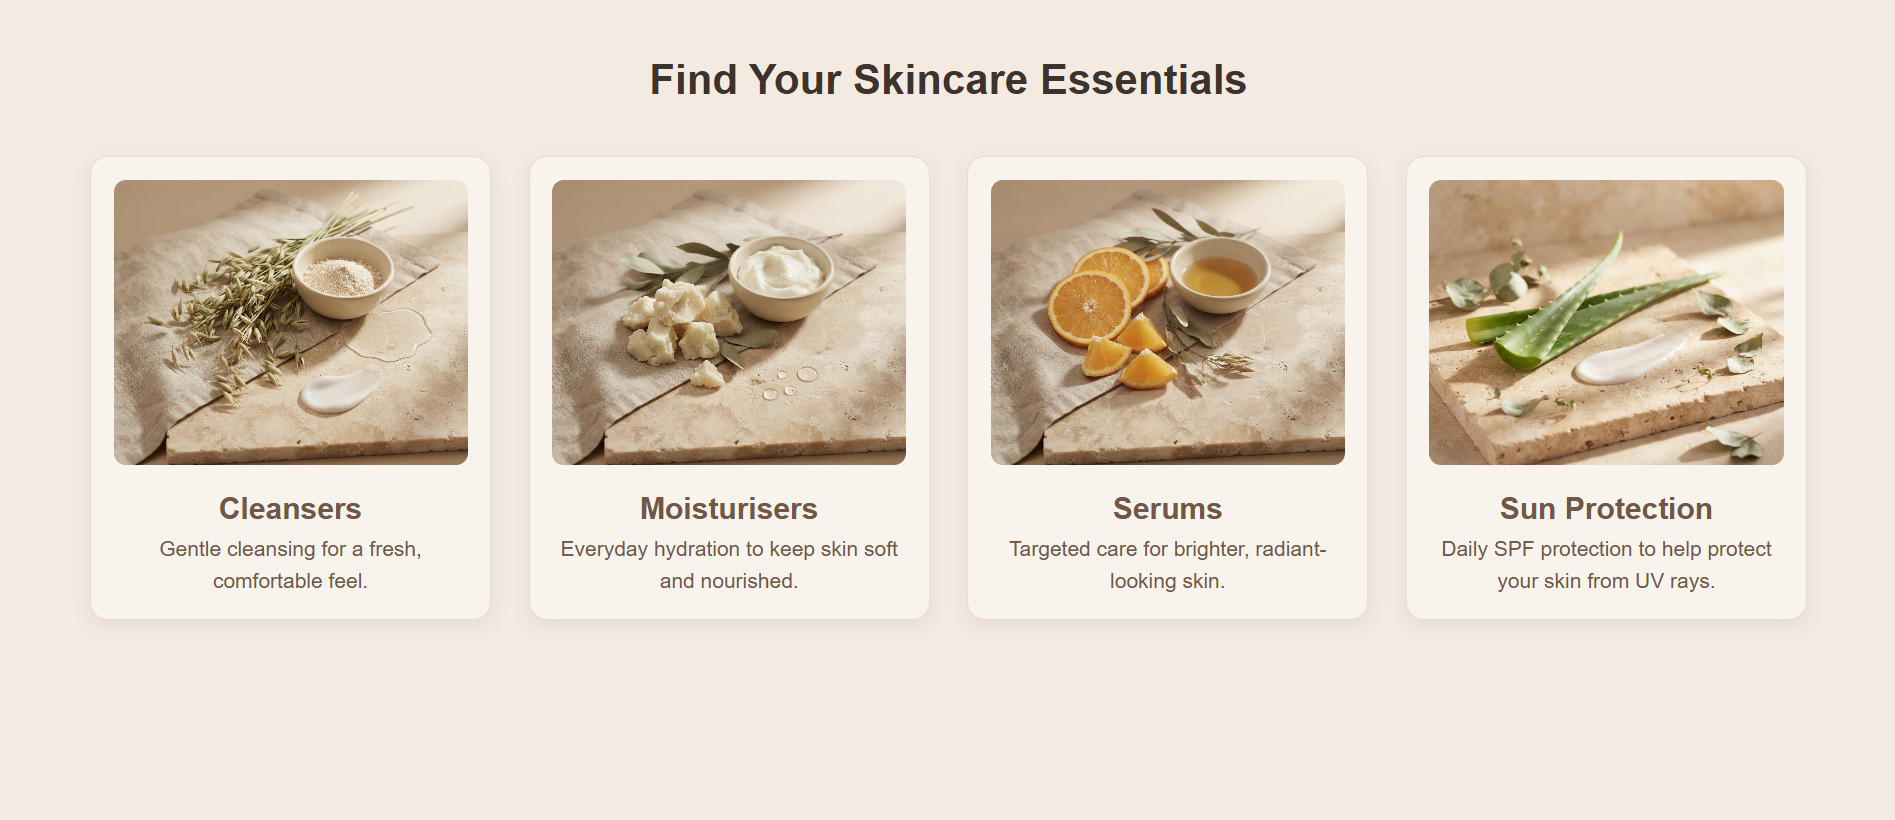 Find Your Skincare Essentials
Cleansers
Gentle cleansing for a fresh,
comfortable feel.
Moisturisers
Everyday hydration to keep skin soft
and nourished.
Serums
Targeted care for brighter, radiant-
looking skin.
Sun Protection
Daily SPF protection to help protect
your skin from UV rays.